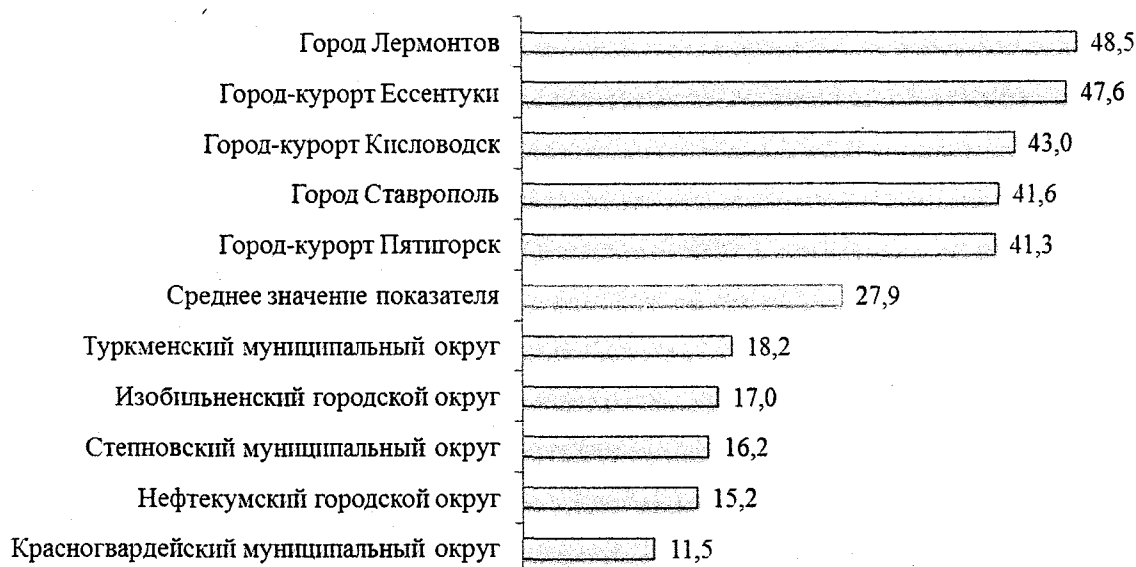 Город Лермонтов 48,5
Город-курорт Ессентуки 47,6
Город-курорт Кисловодск 43,0
Город Ставрополь 41,6
Город-курорт Пятигорск 41,3
Среднее значение показателя 27,9
Туркменский муниципальный округ 18,2
Изобильненский городской округ 17,0
Степновский муниципальный округ 16,2
Нефтекумский городской округ 15,2
Красногвардейский муниципальный округ 11,5